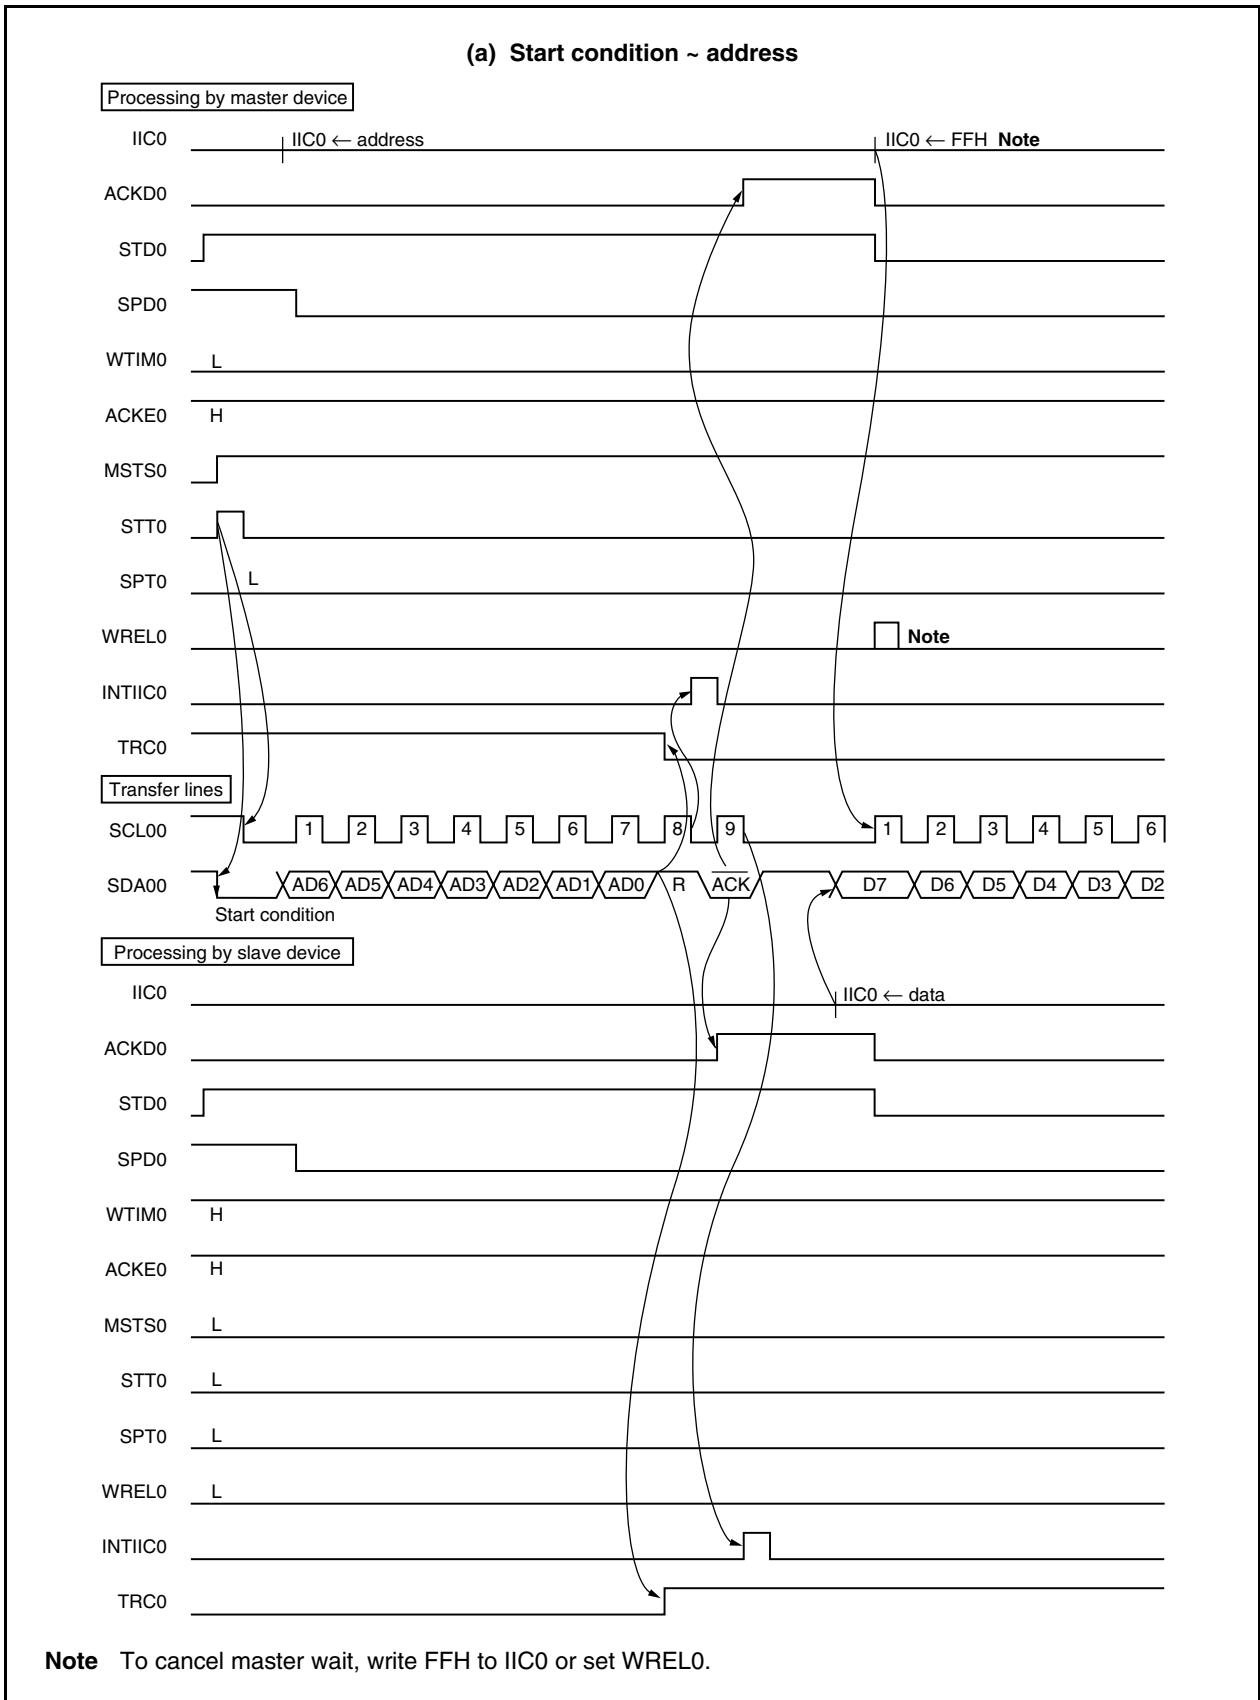 (a) Start condition ~ address
Processing by master device
IIC0 IIC0 ← address IIC0 ← FFH Note
ACKD0
STD0
SPD0
WTIM0 L
ACKE0 H
MSTS0
STT0
SPT0 L
WREL0 Note
INTIIC0
TRC0
Transfer lines
SCL00 1 2 3 4 5 6 7 8 9 1 2 3 4 5 6
SDA00 AD6 AD5 AD4 AD3 AD2 AD1 AD0 R ACK D7 D6 D5 D4 D3 D2
Start condition
Processing by slave device
IIC0 IIC0 ← data
ACKD0
STD0
SPD0
WTIM0 H
ACKE0 H
MSTS0 L
STT0 L
SPT0 L
WREL0 L
INTIIC0
TRC0
Note To cancel master wait, write FFH to IIC0 or set WREL0.